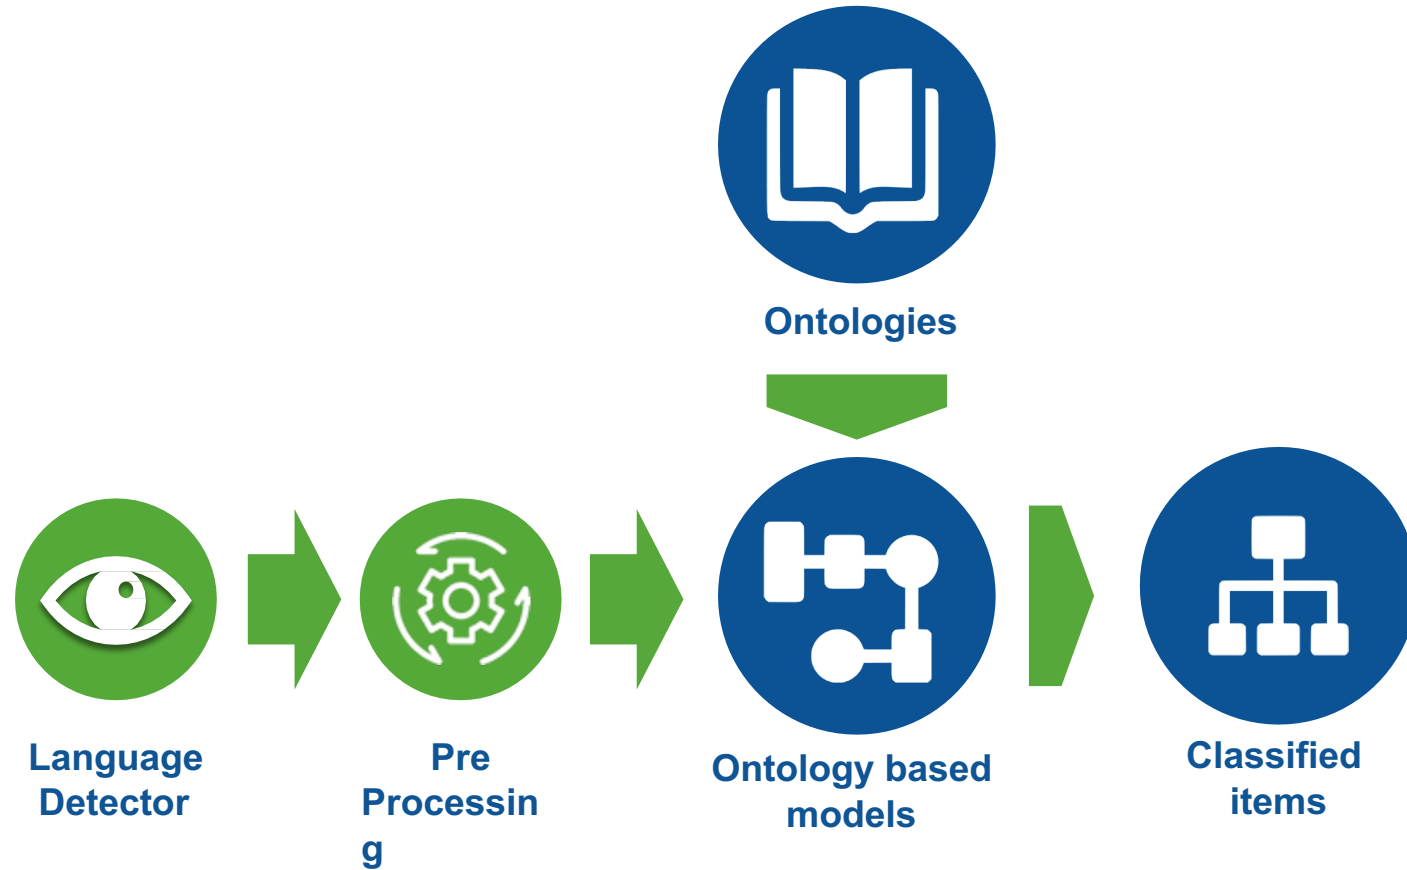 Ontologies
Language
Detector
Pre
Processin
g
Ontology based
models
Classified
items